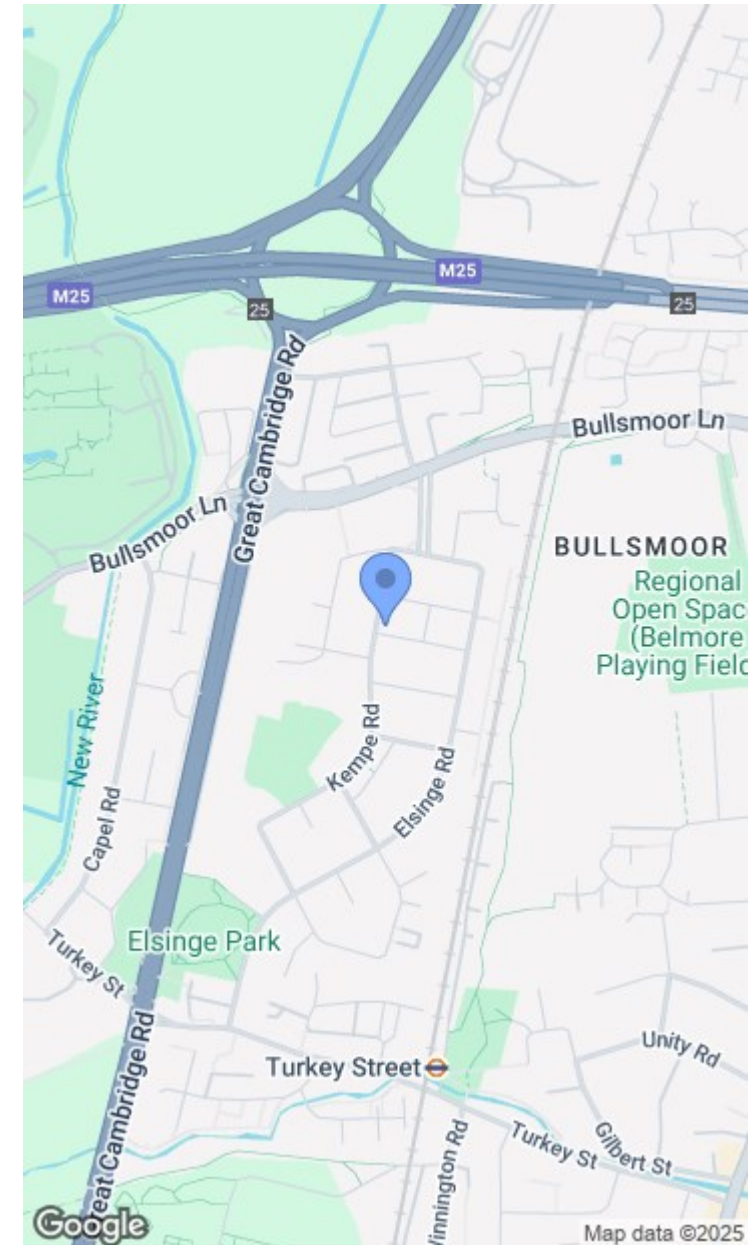 M25
M25
25
25
Great Cambridge Rd
Bullsmoor Ln
Bullsmoor Ln
BULLSMOOR
Regional
Open Spac
(Belmore
Playing Field
New River
Kempe Rd
Elsinge Rd
Capel Rd
Elsinge Park
Turkey St
Great Cambridge Rd
Turkey Street
Unity Rd
Turkey St
Gilbert St
Winnington Rd
Google
Map data ©2025